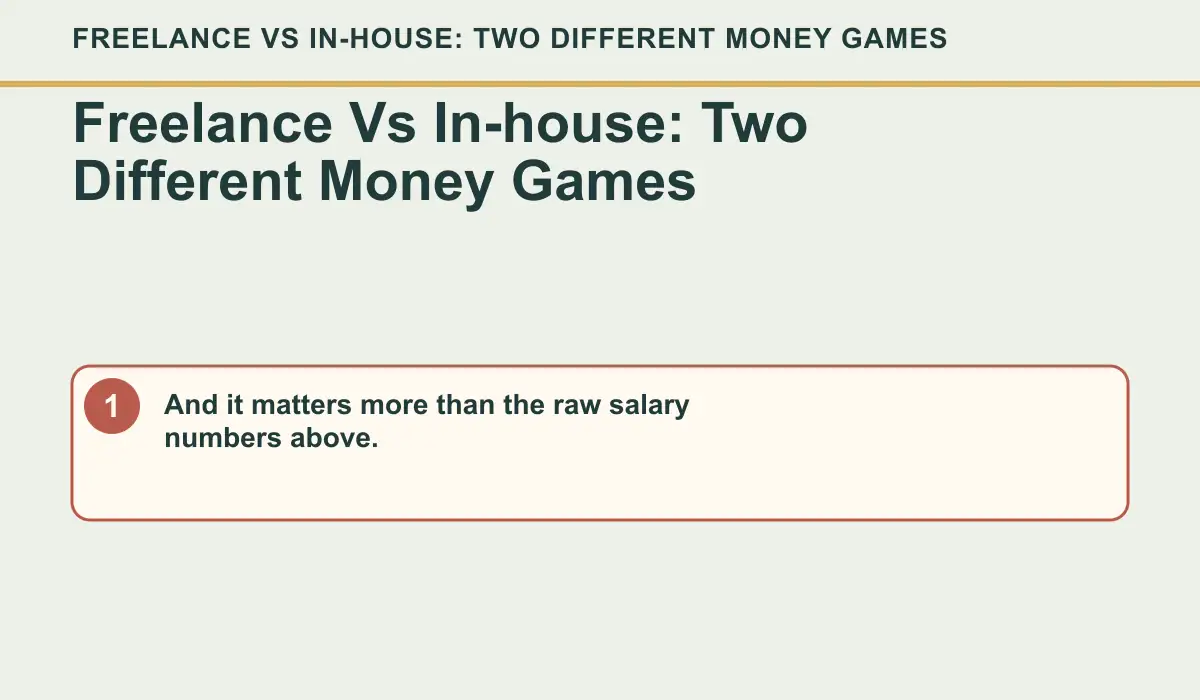 FREELANCE VS IN-HOUSE: TWO DIFFERENT MONEY GAMES
Freelance Vs In-house: Two
Different Money Games
1
And it matters more than the raw salary
numbers above.